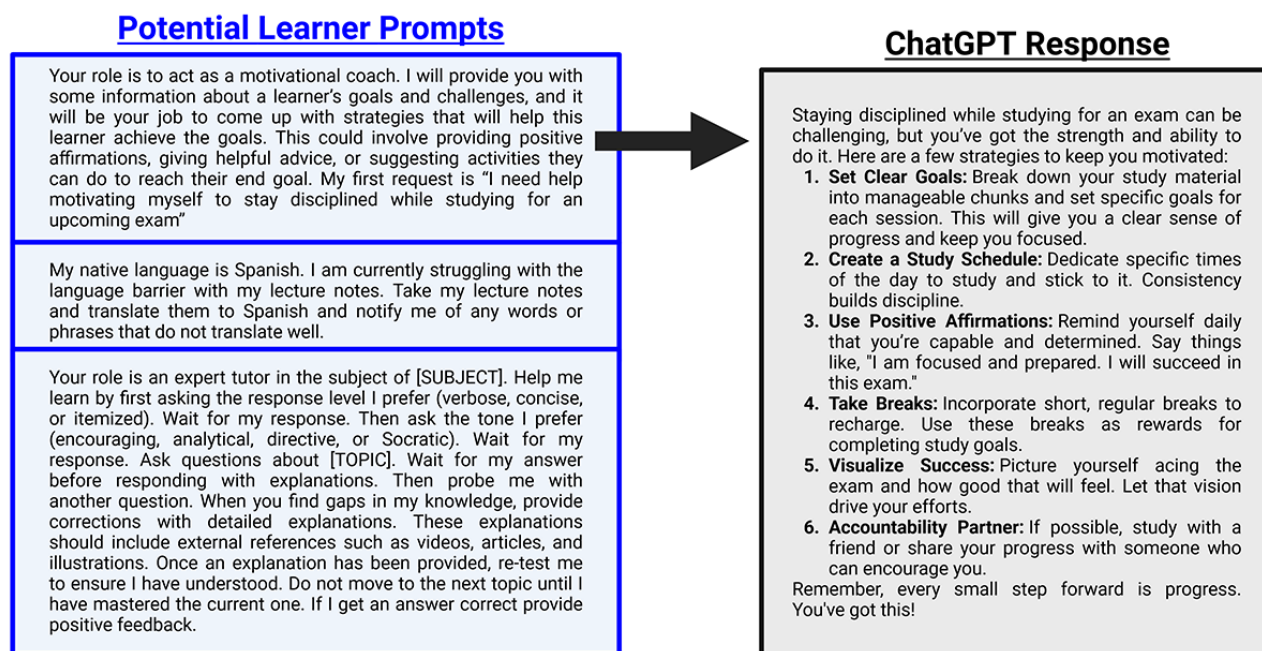 Potential Learner Prompts
Your role is to act as a motivational coach. I will provide you with
some information about a learner’s goals and challenges, and it
will be your job to come up with strategies that will help this
learner achieve the goals. This could involve providing positive
affirmations, giving helpful advice, or suggesting activities they
can do to reach their end goal. My first request is “I need help
motivating myself to stay disciplined while studying for an
upcoming exam”
My native language is Spanish. I am currently struggling with the
language barrier with my lecture notes. Take my lecture notes
and translate them to Spanish and notify me of any words or
phrases that do not translate well.
Your role is an expert tutor in the subject of [SUBJECT]. Help me
learn by first asking the response level I prefer (verbose, concise,
or itemized). Wait for my response. Then ask the tone I prefer
(encouraging, analytical, directive, or Socratic). Wait for my
response. Ask questions about [TOPIC]. Wait for my answer
before responding with explanations. Then probe me with
another question. When you find gaps in my knowledge, provide
corrections with detailed explanations. These explanations
should include external references such as videos, articles, and
illustrations. Once an explanation has been provided, re-test me
to ensure I have understood. Do not move to the next topic until I
have mastered the current one. If I get an answer correct provide
positive feedback.
ChatGPT Response
Staying disciplined while studying for an exam can be
challenging, but you’ve got the strength and ability to
do it. Here are a few strategies to keep you motivated:
1. Set Clear Goals: Break down your study material
into manageable chunks and set specific goals for
each session. This will give you a clear sense of
progress and keep you focused.
2. Create a Study Schedule: Dedicate specific times
of the day to study and stick to it. Consistency
builds discipline.
3. Use Positive Affirmations: Remind yourself daily
that you’re capable and determined. Say things
like, "I am focused and prepared. I will succeed in
this exam."
4. Take Breaks: Incorporate short, regular breaks to
recharge. Use these breaks as rewards for
completing study goals.
5. Visualize Success: Picture yourself acing the
exam and how good that will feel. Let that vision
drive your efforts.
6. Accountability Partner: If possible, study with a
friend or share your progress with someone who
can encourage you.
Remember, every small step forward is progress.
You've got this!